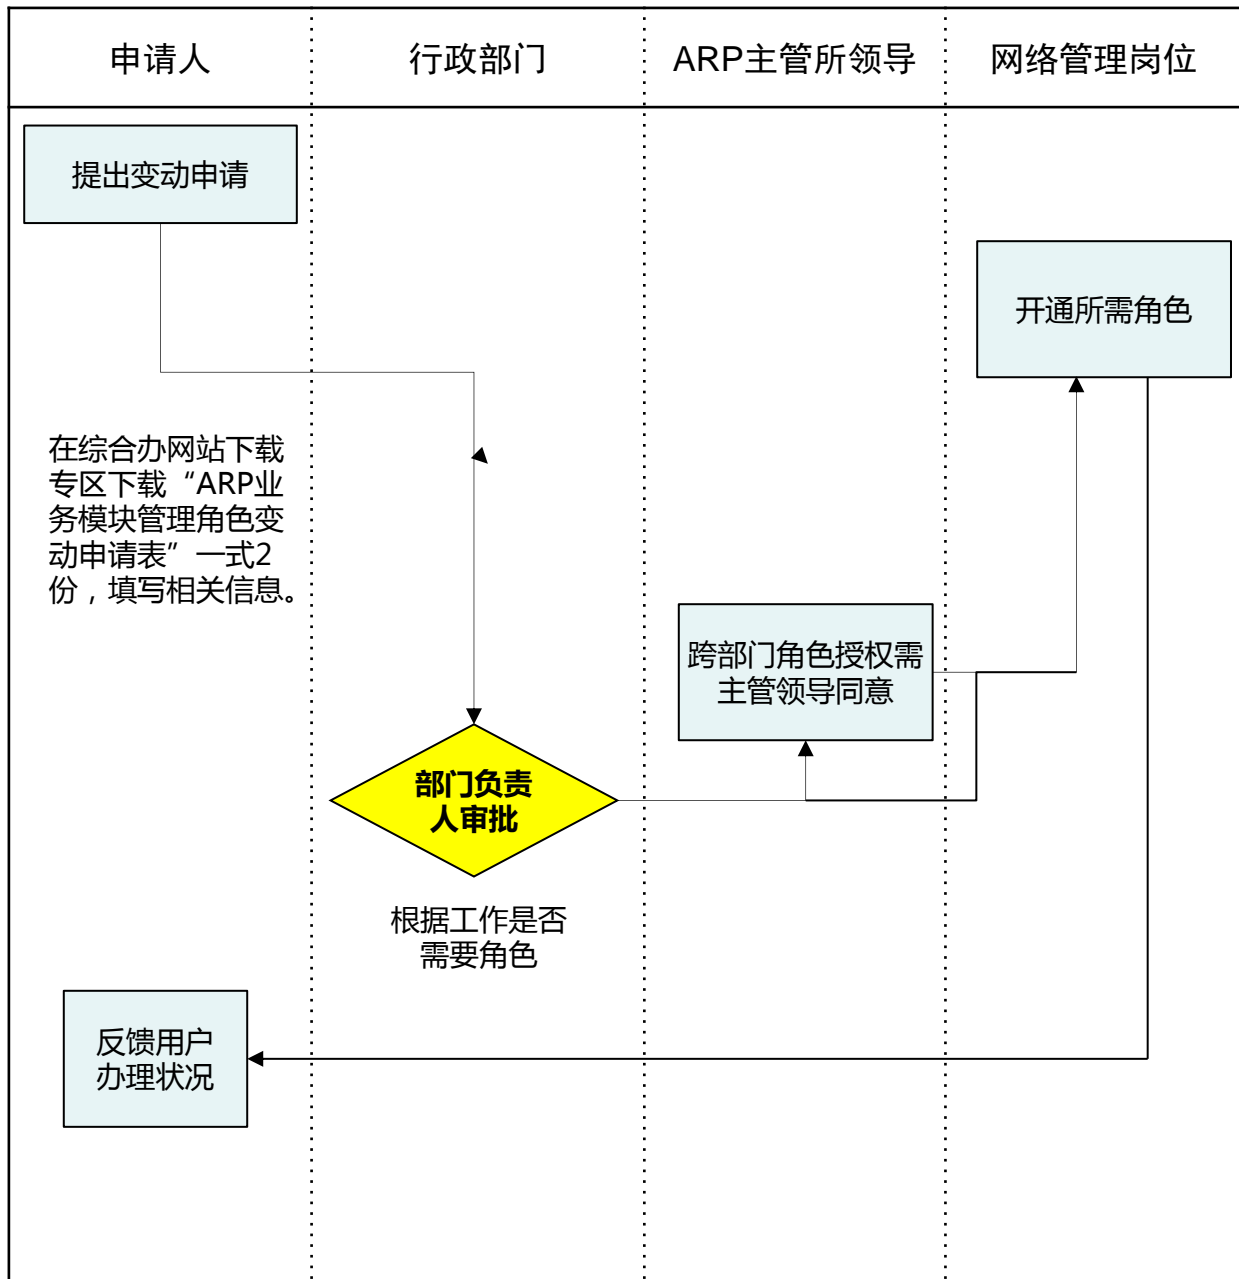 申请人
行政部门
ARP主管所领导
网络管理岗位
提出变动申请
开通所需角色
在综合办网站下载
专区下载“ARP业
务模块管理角色变
动申请表”一式2
份，填写相关信息。
跨部门角色授权需
主管领导同意
部门负责
人审批
根据工作是否
需要角色
反馈用户
办理状况